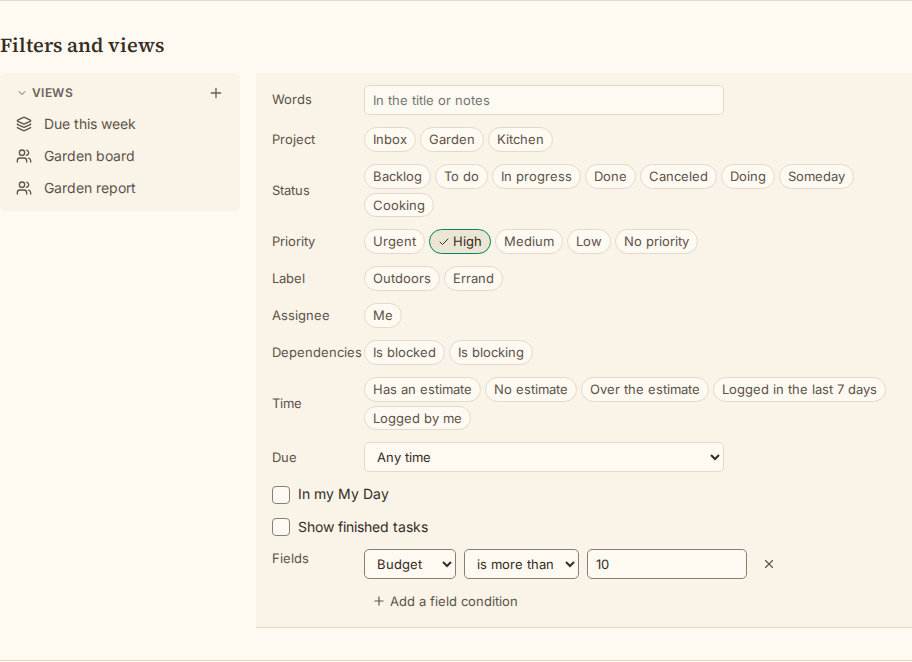 Filters and views
VIEWS
Due this week
Garden board
Garden report
Words In the title or notes
Project Inbox Garden Kitchen
Status Backlog To do In progress Done Canceled Doing Someday
Cooking
Priority Urgent High Medium Low No priority
Label Outdoors Errand
Assignee Me
Dependencies Is blocked Is blocking
Time Has an estimate No estimate Over the estimate Logged in the last 7 days
Logged by me
Due Any time
In my My Day
Show finished tasks
Fields Budget is more than 10
Add a field condition